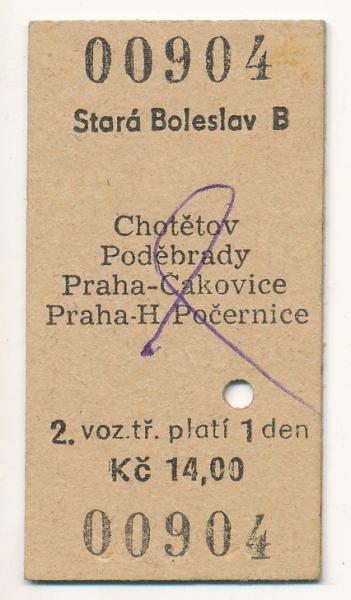 00904
Stará Boleslav B
Chotětov
Poděbrady
Praha-Čakovice
Praha-H. Počernice
2. voz.tř. platí 1 den
Kč 14,00
00904